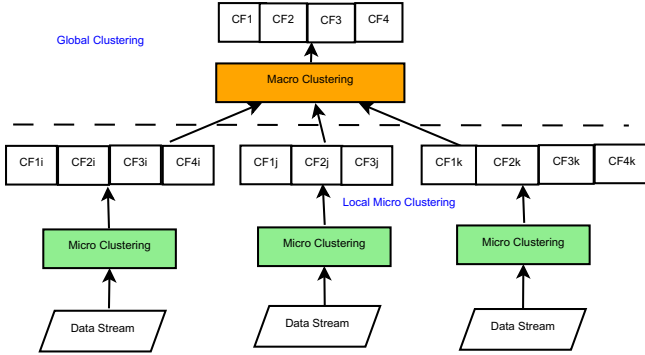 CF1 CF2 CF3 CF4
Global Clustering
Macro Clustering
CF1i CF2i CF3i CF4i CF1j CF2j CF3j CF1k CF2k CF3k CF4k
Local Micro Clustering
Micro Clustering Micro Clustering Micro Clustering
Data Stream Data Stream Data Stream